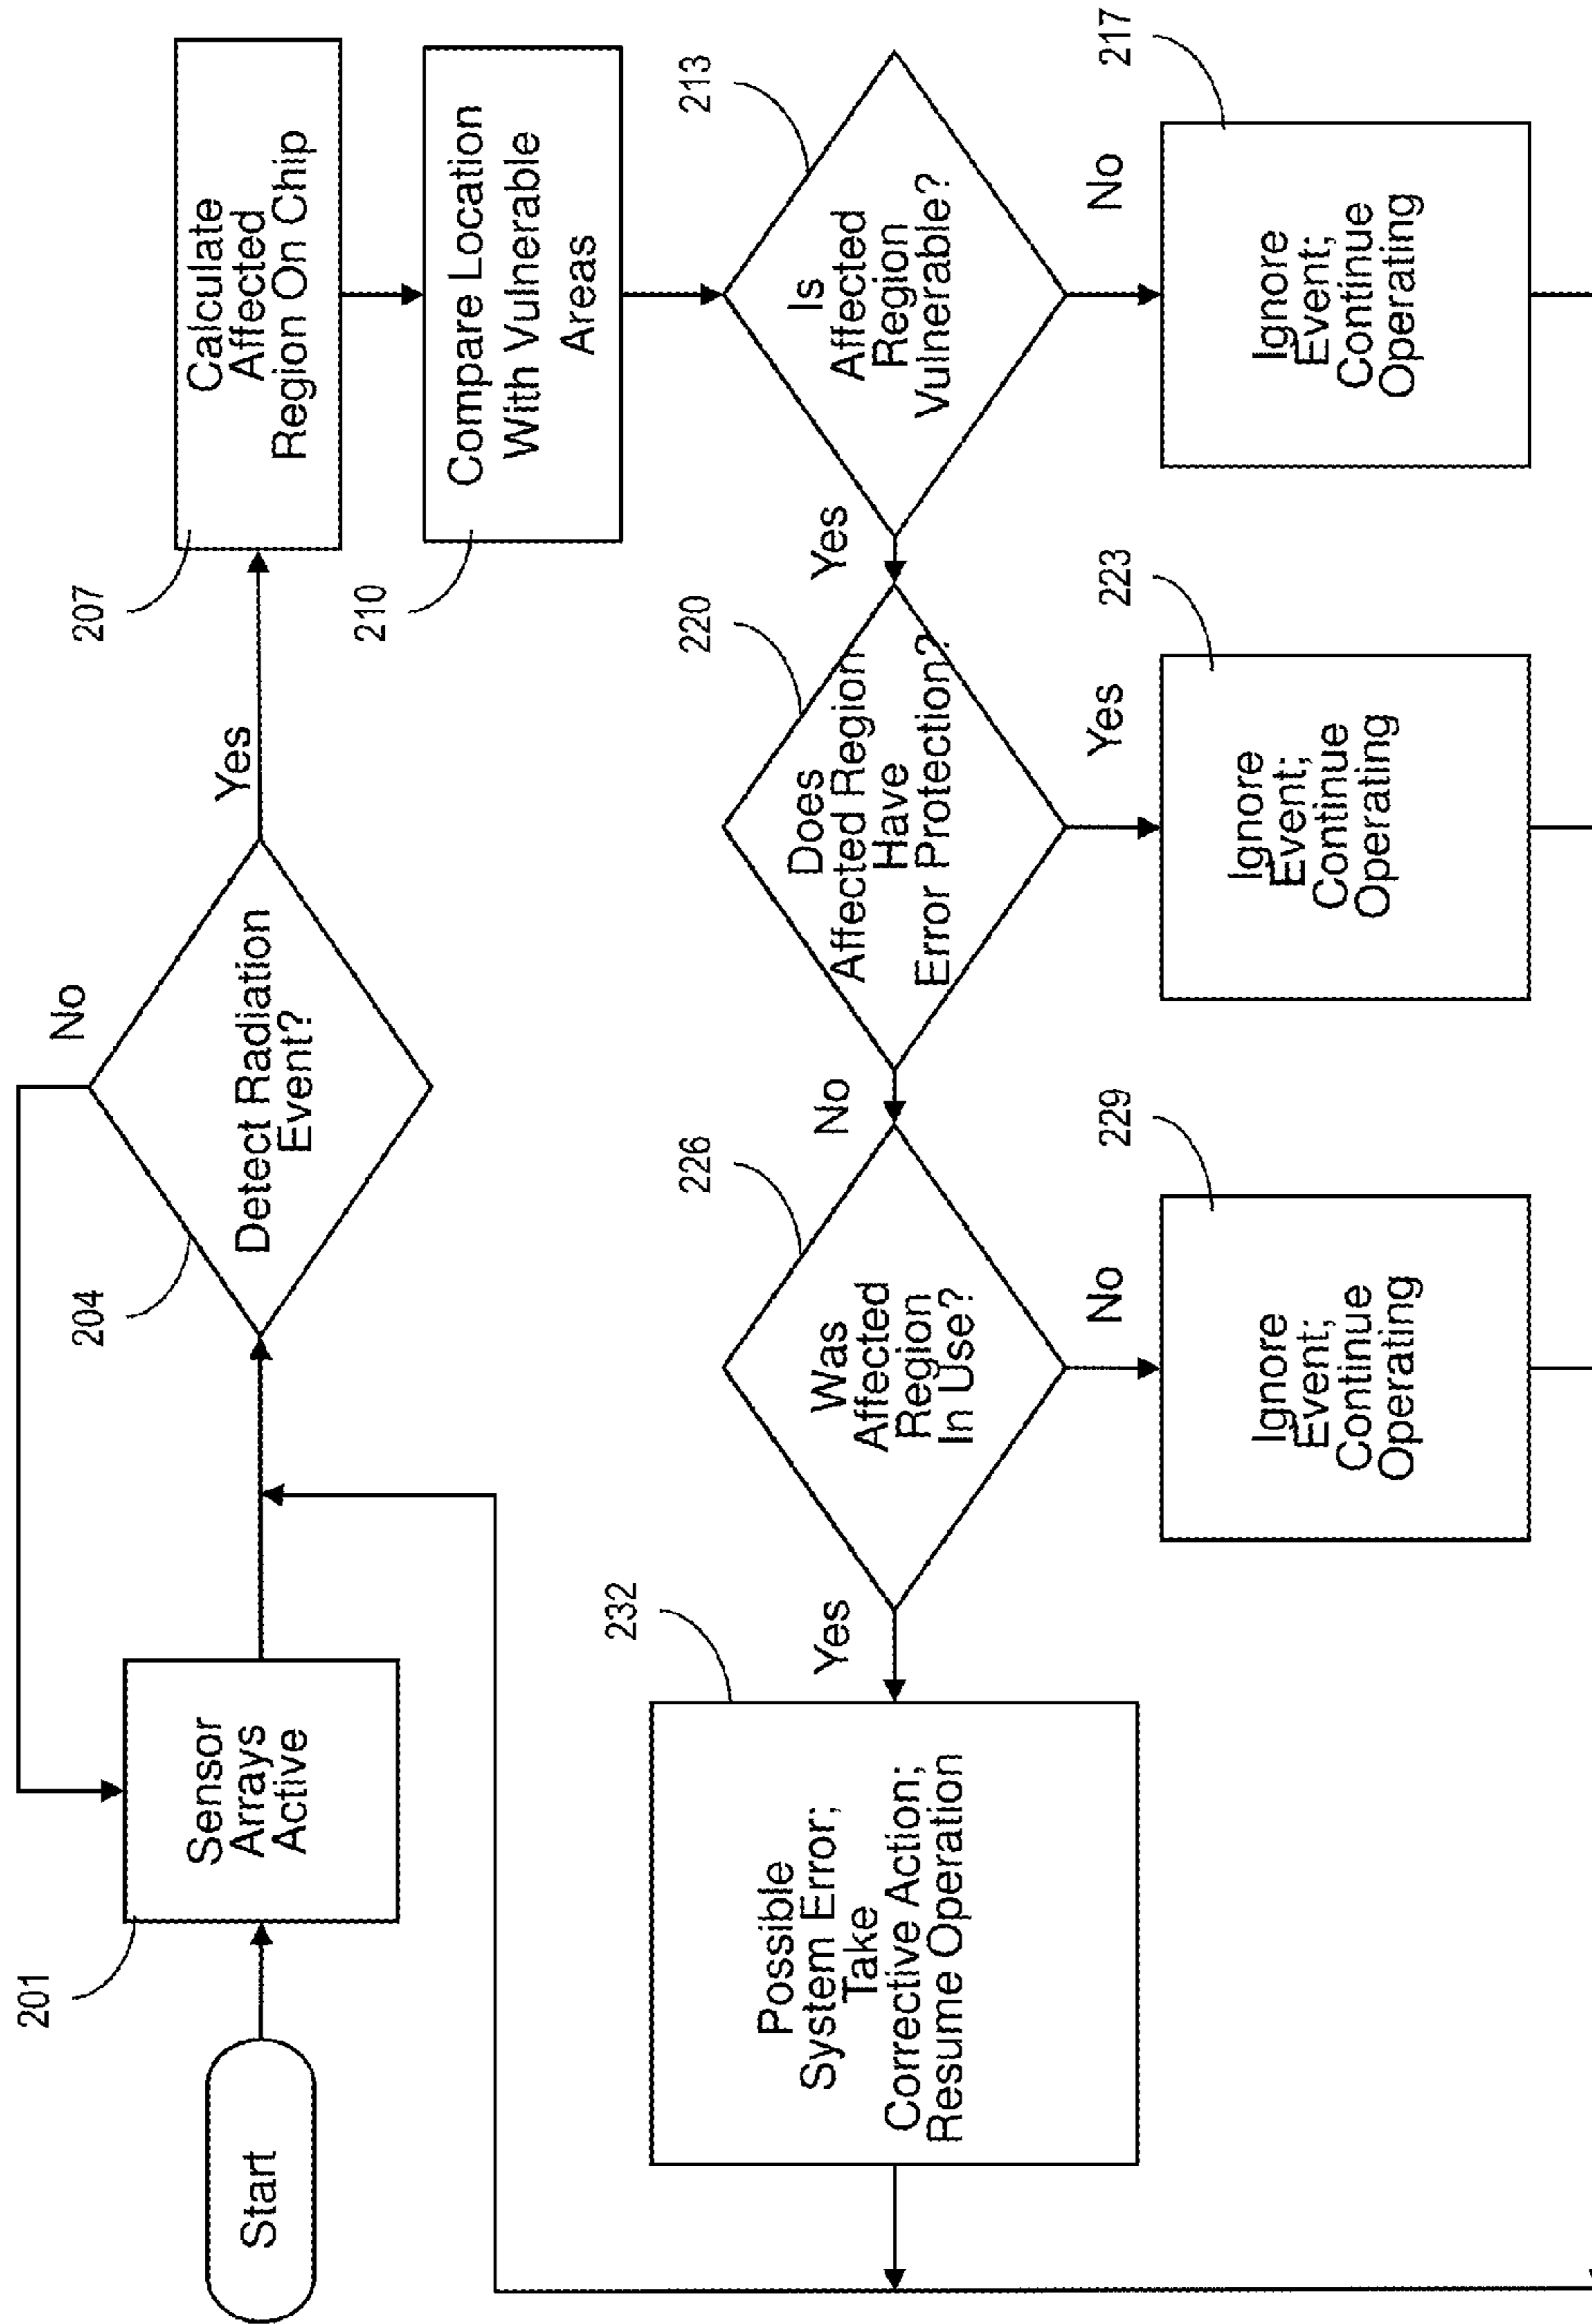 Start
201
Sensor
Arrays
Active
204
Detect Radiation
Event?
No
Yes
207
Calculate
Affected
Region On Chip
210
Compare Location
With Vulnerable
Areas
213
Is
Affected
Region
Vulnerable?
No
217
Ignore
Event;
Continue
Operating
Yes
220
Does
Affected Region
Have
Error Protection?
Yes
223
Ignore
Event;
Continue
Operating
No
226
Was
Affected
Region
In Use?
No
229
Ignore
Event;
Continue
Operating
Yes
232
Possible
System Error;
Take
Corrective Action;
Resume Operation